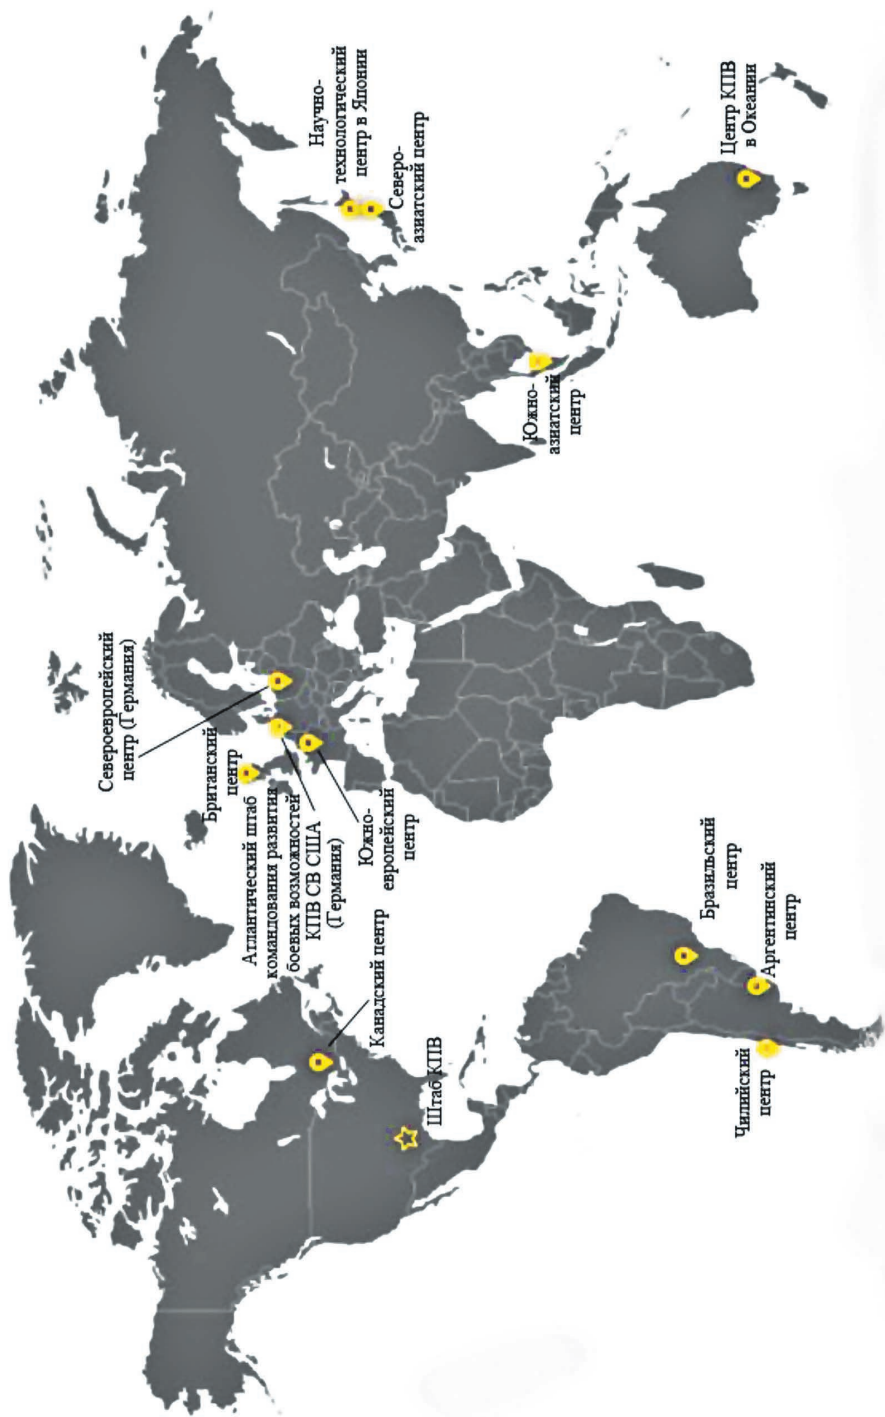 Североевропейский
центр (Германия)
Британский
центр
Атлантический штаб
командования развития
боевых возможностей
КПВ СВ США
(Германия)
Южно-
европейский
центр
Канадский центр
Штаб КПВ
Научно-
технологический
центр в Японии
Северо-
азиатский центр
Южно-
азиатский
центр
Центр КПВ
в Океании
Бразильский
центр
Аргентинский
центр
Чилийский
центр